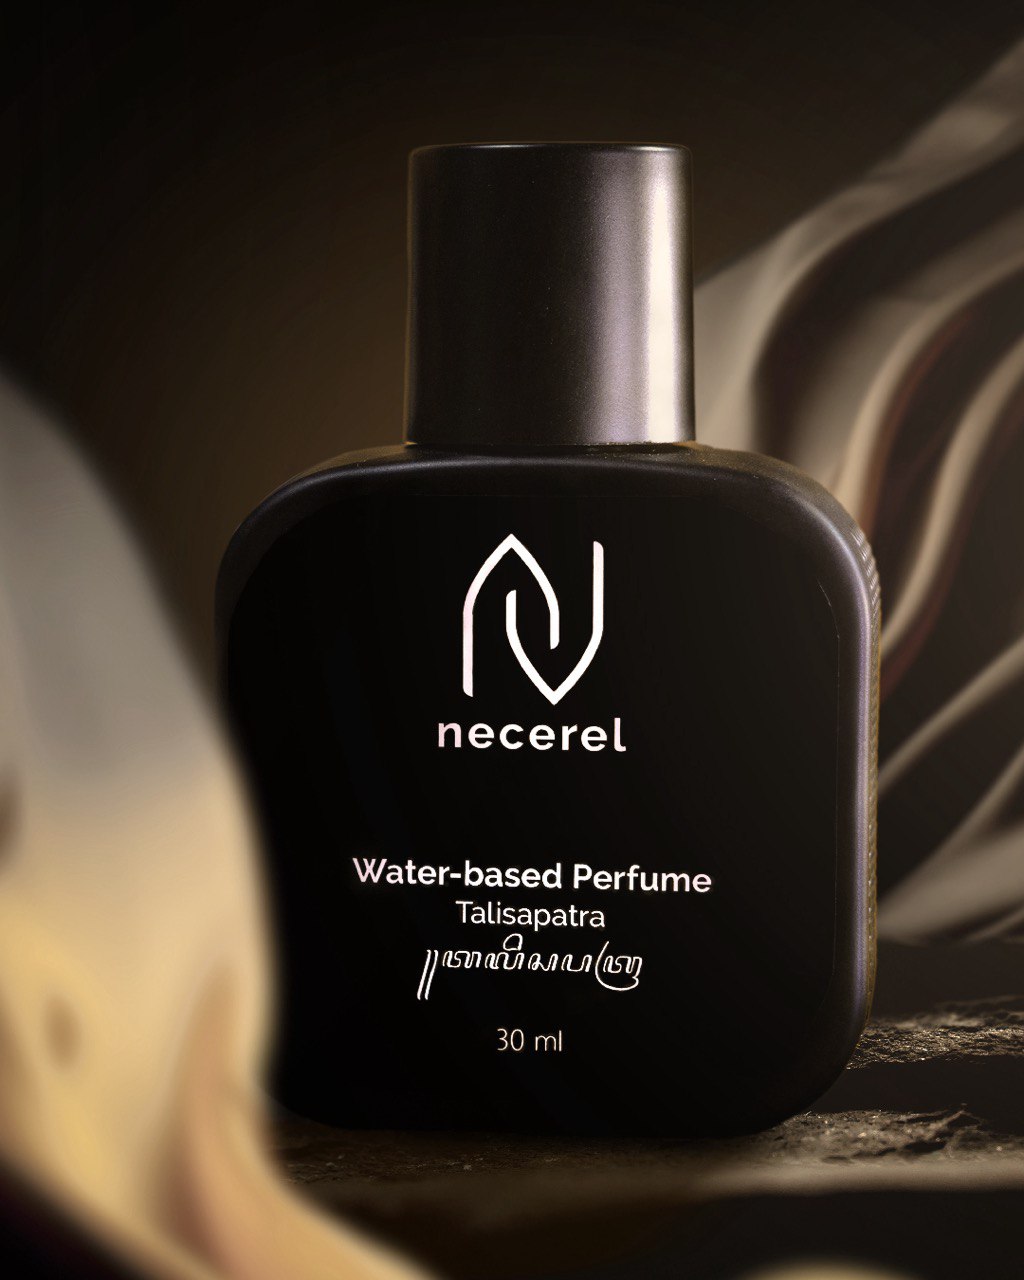 necerel
Water-based Perfume
Talisapatra
꧋ꦠꦭꦶꦱꦥꦠꦿ
30 ml